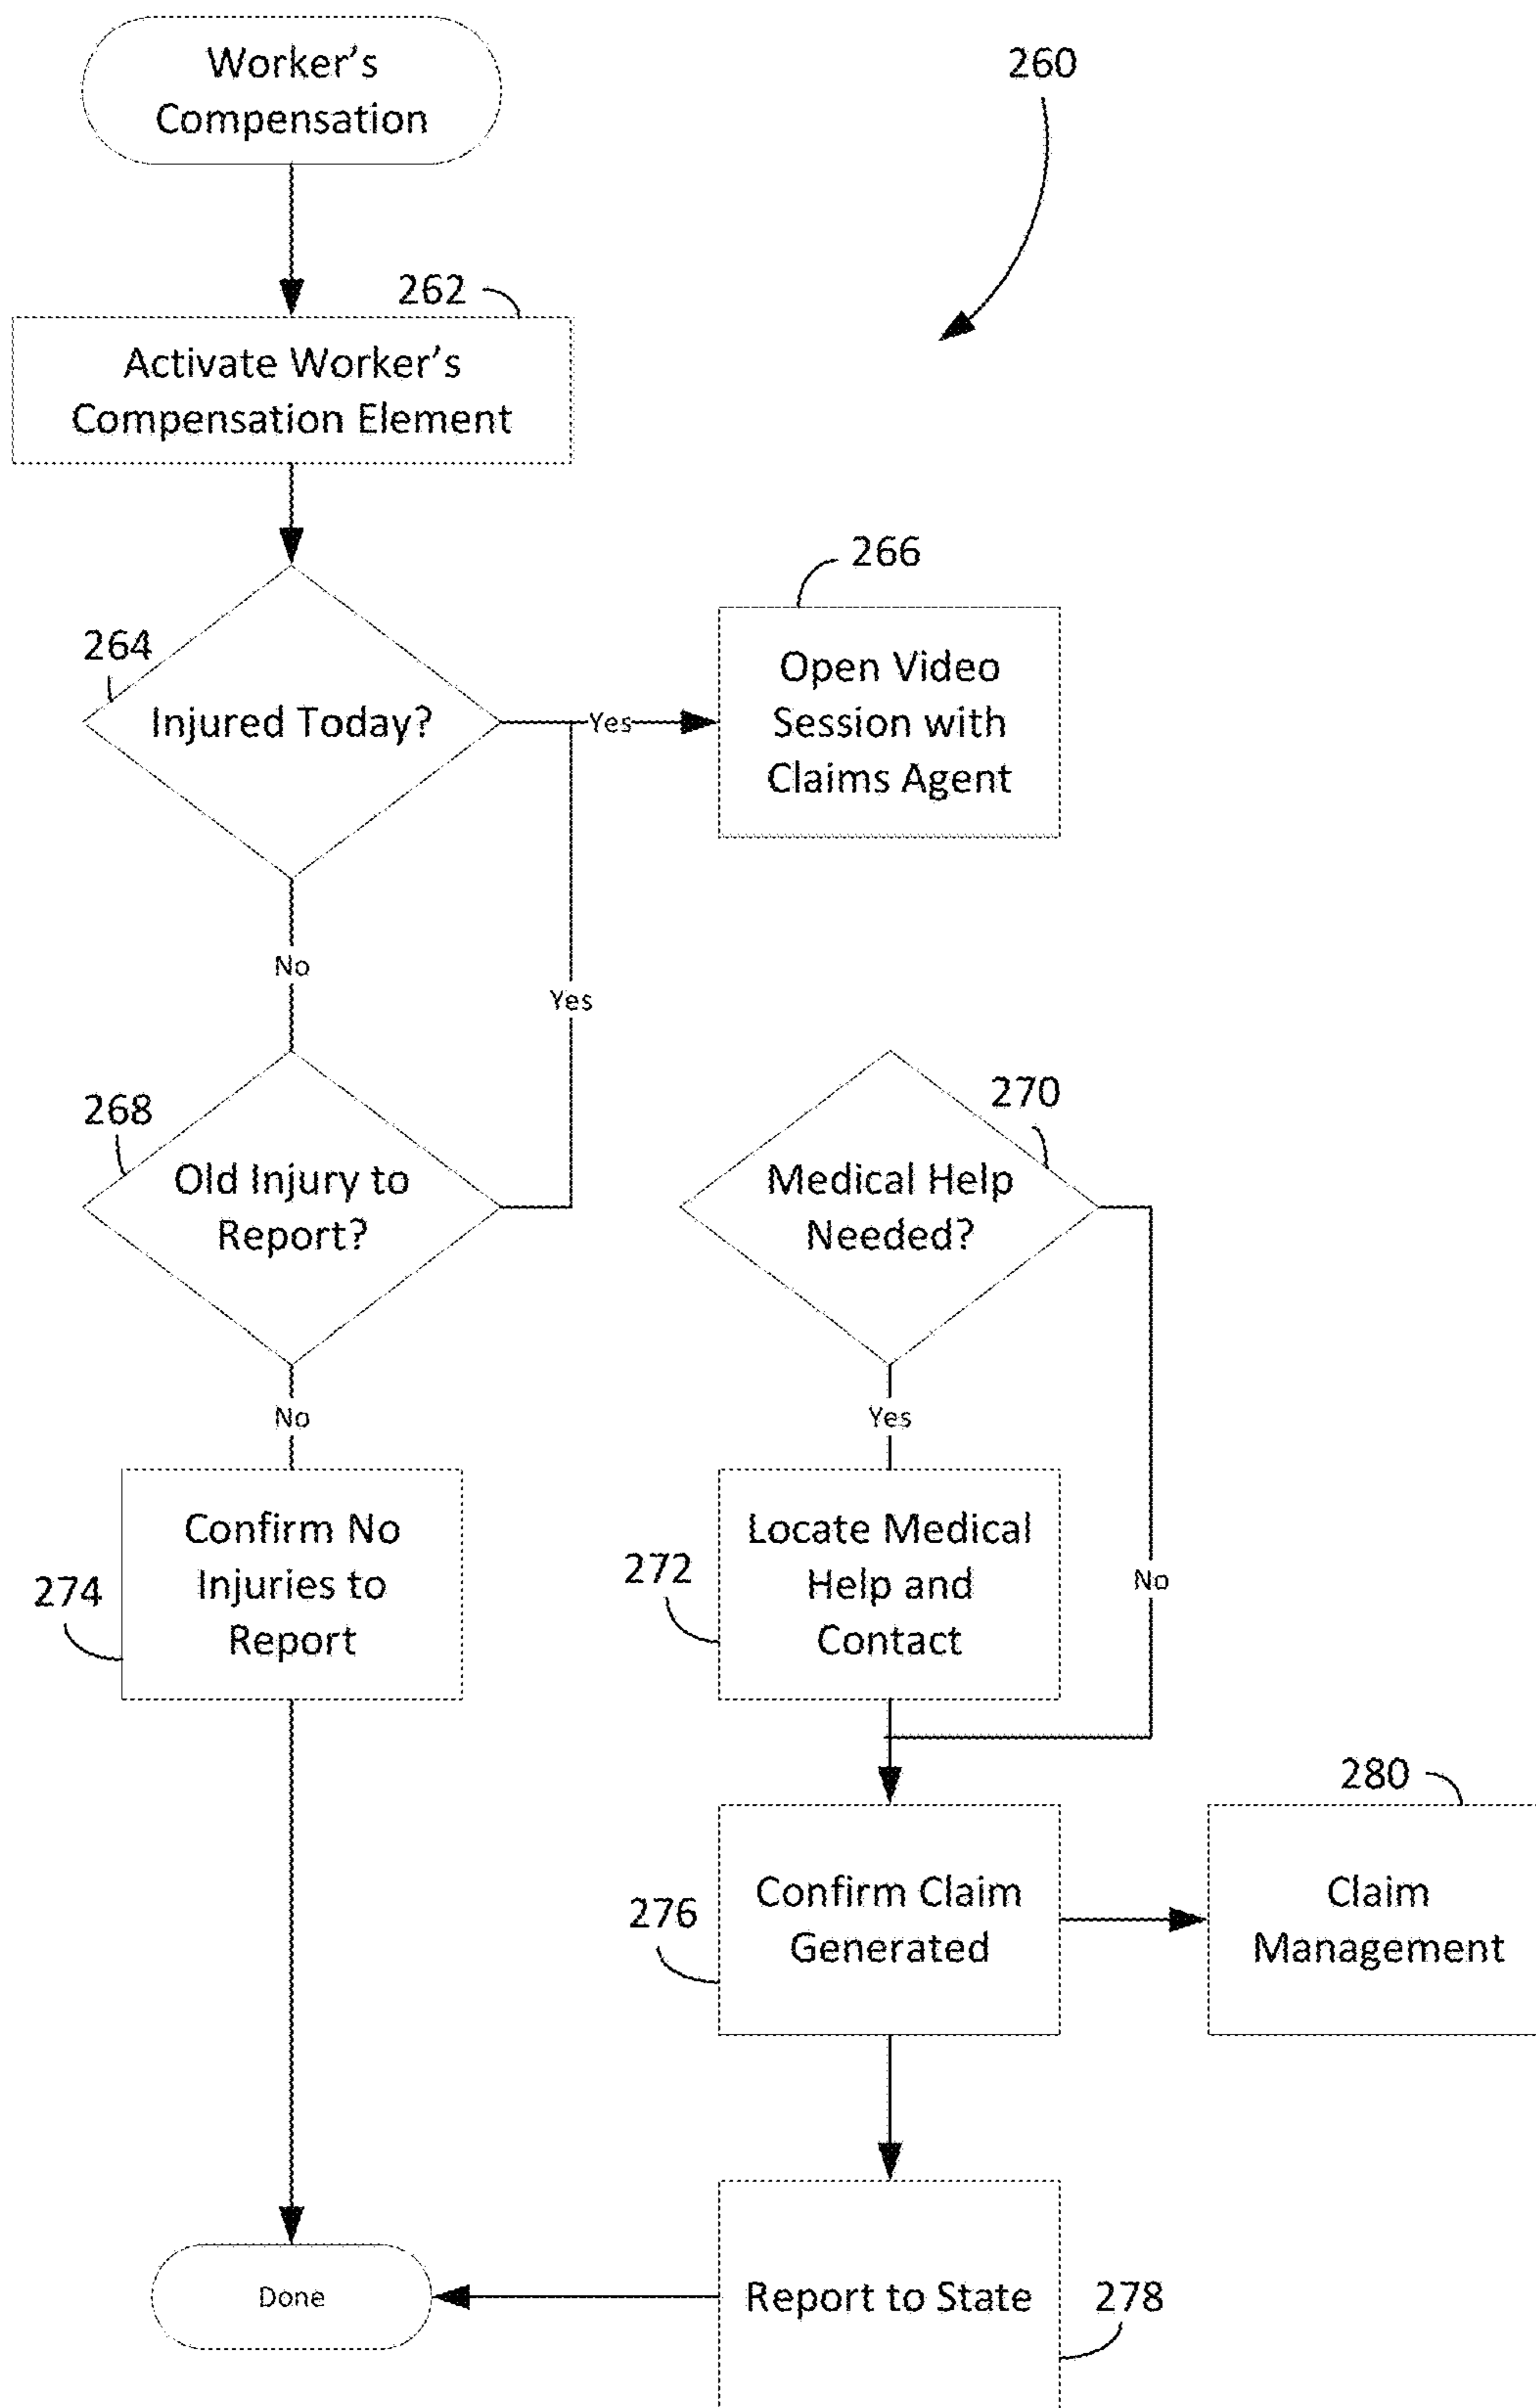 Worker's
Compensation
260
262
Activate Worker's
Compensation Element
266
264
Injured Today?
Yes
Open Video
Session with
Claims Agent
No
Yes
268
Old Injury to
Report?
270
Medical Help
Needed?
No
Yes
274
Confirm No
Injuries to
Report
272
Locate Medical
Help and
Contact
No
280
276
Confirm Claim
Generated
Claim
Management
Done
Report to State
278